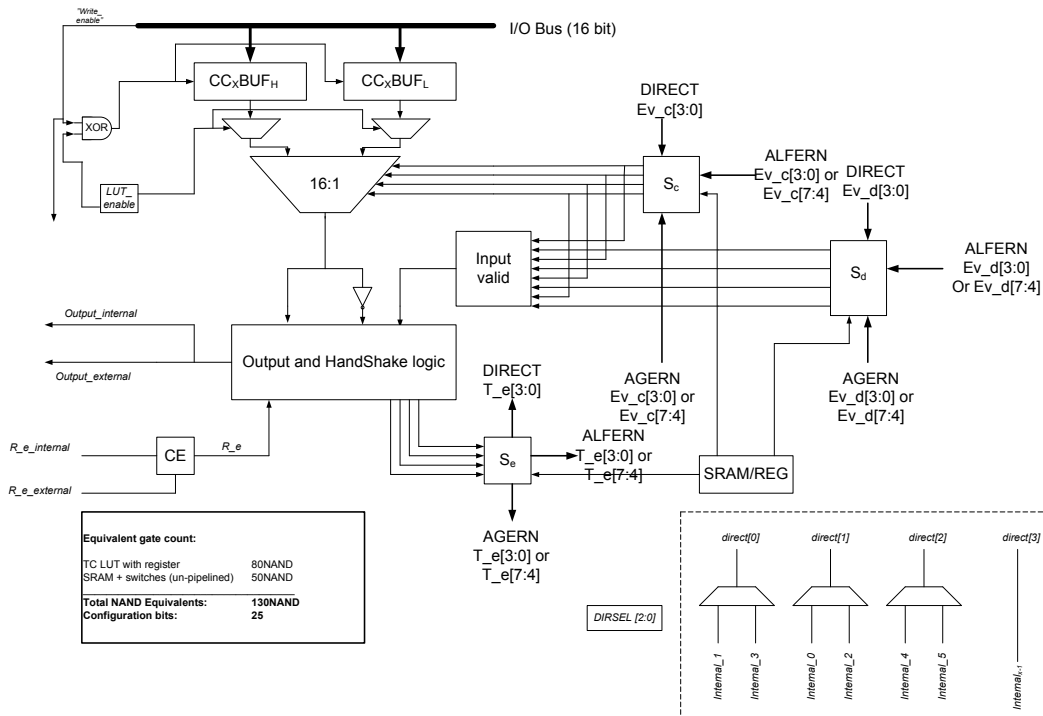 "Write_
enable"
I/O Bus (16 bit)
CCXBUFH
CCXBUFL
XOR
LUT_
enable
16:1
DIRECT
Ev_c[3:0]
Sc
ALFERN
Ev_c[3:0] or
Ev_c[7:4]
DIRECT
Ev_d[3:0]
Input
valid
Sd
ALFERN
Ev_d[3:0]
Or Ev_d[7:4]
Output_internal
Output_external
Output and HandShake logic
AGERN
Ev_c[3:0] or
Ev_c[7:4]
AGERN
Ev_d[3:0] or
Ev_d[7:4]
DIRECT
T_e[3:0]
R_e_internal
CE
R_e
R_e_external
Se
ALFERN
T_e[3:0] or
T_e[7:4]
SRAM/REG
AGERN
T_e[3:0] or
T_e[7:4]
Equivalent gate count:
TC LUT with register 80NAND
SRAM + switches (un-pipelined) 50NAND
Total NAND Equivalents: 130NAND
Configuration bits: 25
DIRSEL [2:0]
direct[0]
direct[1]
direct[2]
direct[3]
Internal_1
Internal_3
Internal_0
Internal_2
Internal_4
Internal_5
Internalx-1